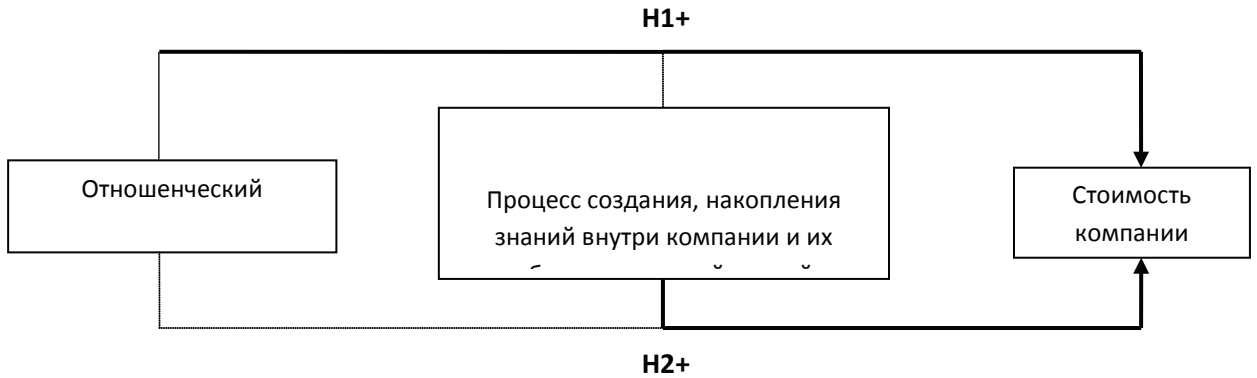 H1+
Отношенческий
Процесс создания, накопления
знаний внутри компании и их
Стоимость
компании
H2+